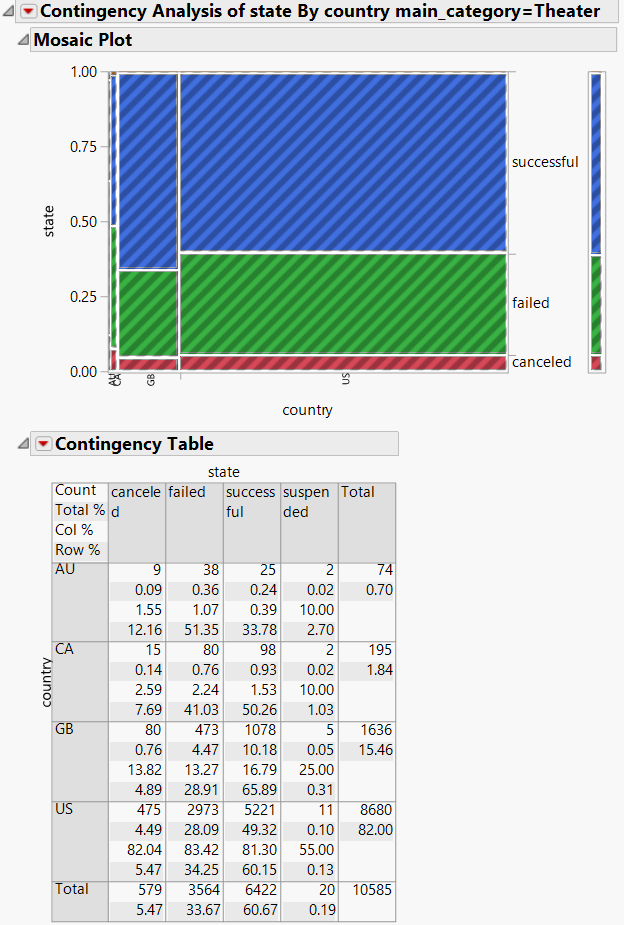 Contingency Analysis of state By country main_category=Theater
Mosaic Plot
1.00
0.75
0.50
0.25
0.00
state
successful
failed
canceled
AU
CA
GB
US
country
Contingency Table
state
country
Count
Total %
Col %
Row %
cancele
d
failed
success
ful
suspen
ded
Total
AU 9 38 25 2 74
0.09 0.36 0.24 0.02 0.70
1.55 1.07 0.39 10.00
12.16 51.35 33.78 2.70
CA 15 80 98 2 195
0.14 0.76 0.93 0.02 1.84
2.59 2.24 1.53 10.00
7.69 41.03 50.26 1.03
GB 80 473 1078 5 1636
0.76 4.47 10.18 0.05 15.46
13.82 13.27 16.79 25.00
4.89 28.91 65.89 0.31
US 475 2973 5221 11 8680
4.49 28.09 49.32 0.10 82.00
82.04 83.42 81.30 55.00
5.47 34.25 60.15 0.13
Total 579 3564 6422 20 10585
5.47 33.67 60.67 0.19